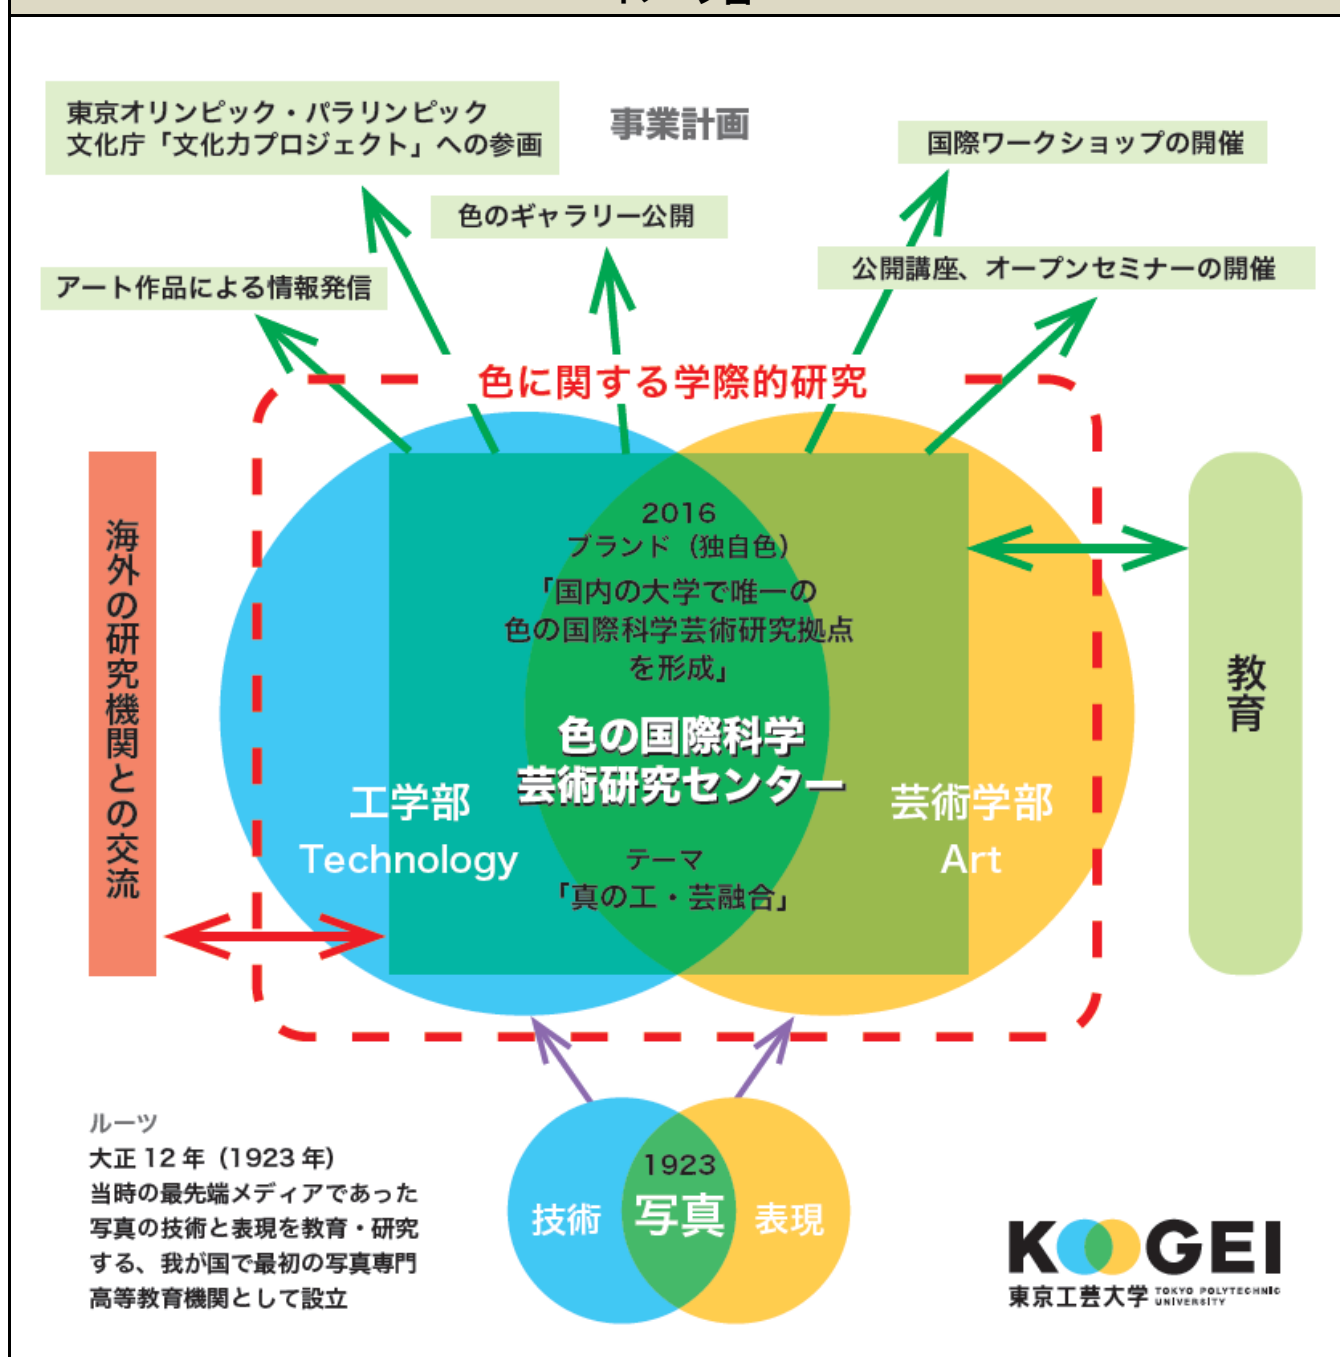 事業計画
東京オリンピック・パラリンピック
文化庁「文化力プロジェクト」への参画
国際ワークショップの開催
色のギャラリー公開
公開講座、オープンセミナーの開催
アート作品による情報発信
色に関する学際的研究
海外の研究機関との交流
2016
ブランド（独自色）
「国内の大学で唯一の
色の国際科学芸術研究拠点
を形成」
色の国際科学
芸術研究センター
工学部
Technology
芸術学部
Art
テーマ
「真の工・芸融合」
教育
ルーツ
大正 12 年（1923 年）
当時の最先端メディアであった
写真の技術と表現を教育・研究
する、我が国で最初の写真専門
高等教育機関として設立
1923
技術
写真
表現
KOOGEI
東京工芸大学 TOKYO POLYTECHNIC
UNIVERSITY